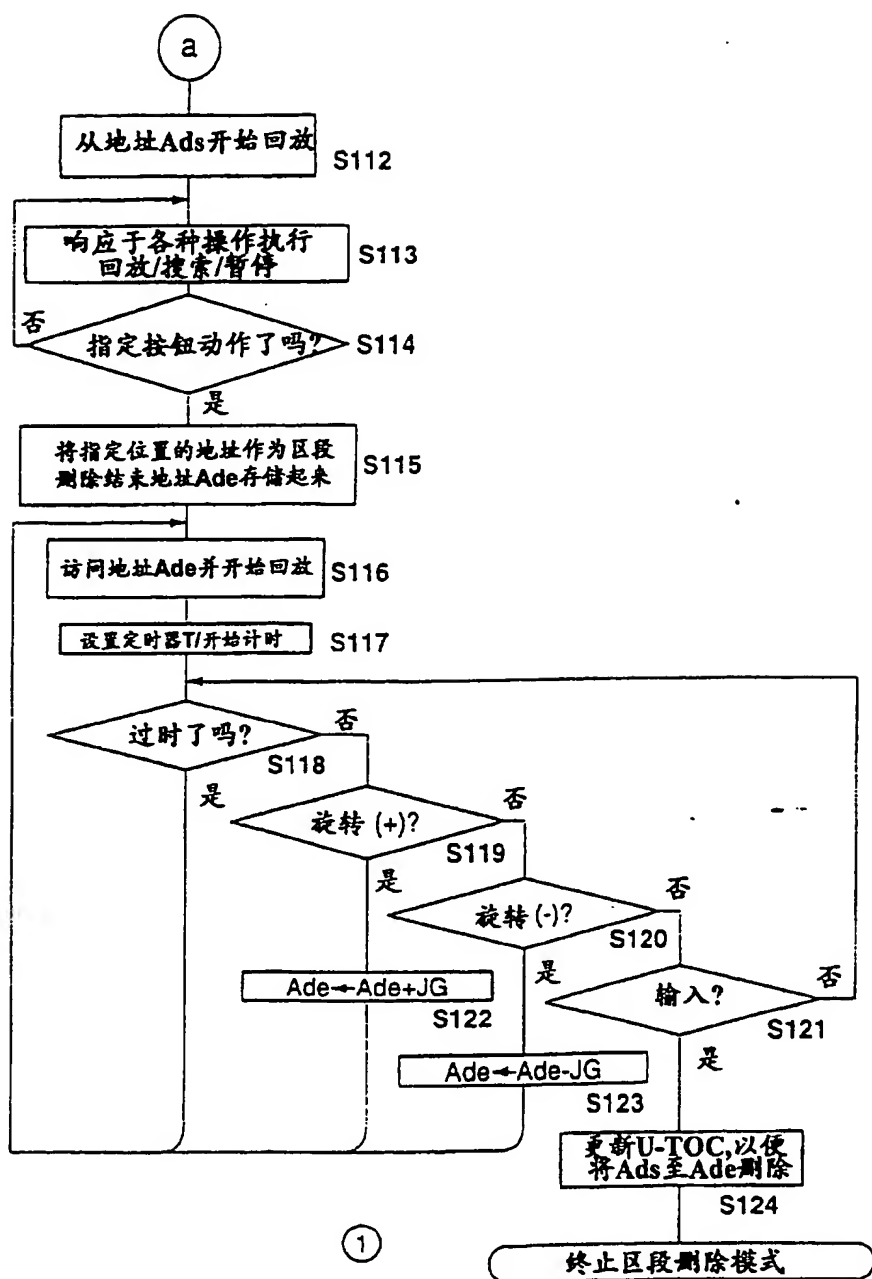 a
从地址Ads开始回放
S112
响应于各种操作执行
回放/搜索/暂停
S113
否
指定按钮动作了吗?
S114
是
将指定位置的地址作为区段
删除结束地址Ade存储起来
S115
访问地址Ade并开始回放
S116
设置定时器T/开始计时
S117
过时了吗?
否
S118
是
旋转(+)?
否
S119
是
旋转(-)?
否
S120
是
Ade←Ade+JG
S122
输入?
否
S121
是
Ade←Ade-JG
S123
更新U-TOC,以便
将Ads至Ade删除
S124
1
终止区段删除模式